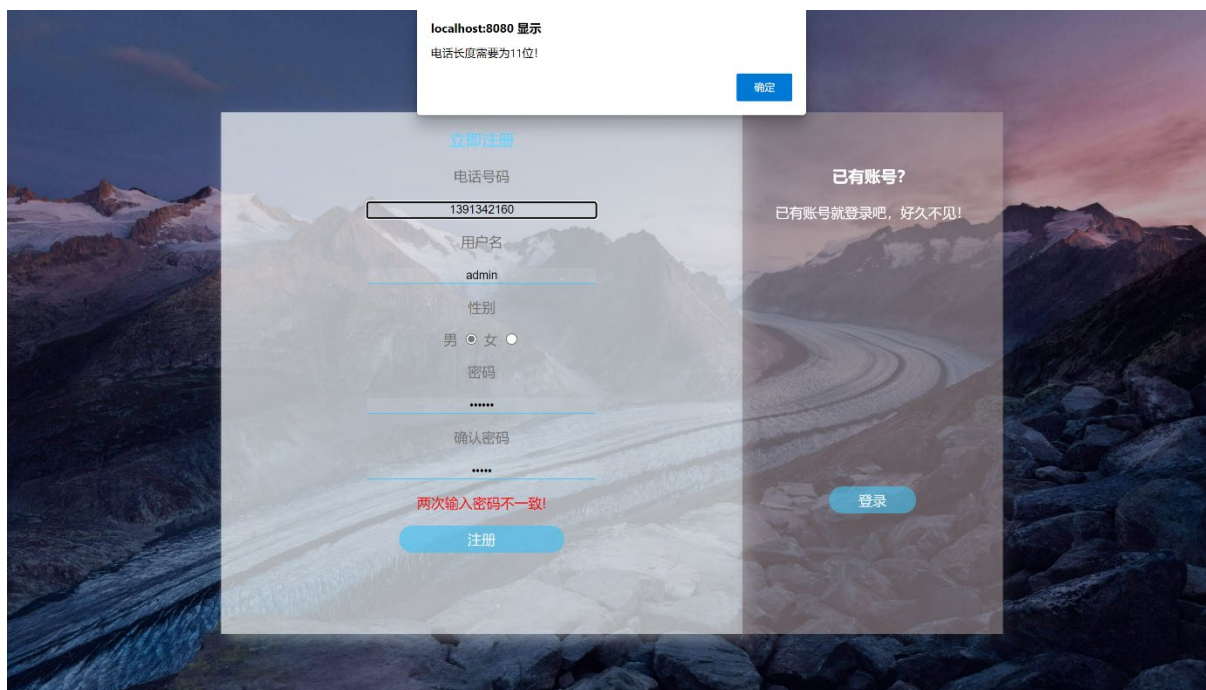 localhost:8080 显示
电话长度需要为11位!
确定
立即注册
电话号码
1391342160
用户名
admin
性别
男 女
密码
••••••
确认密码
•••••
两次输入密码不一致!
注册
已有账号?
已有账号就登录吧，好久不见!
登录